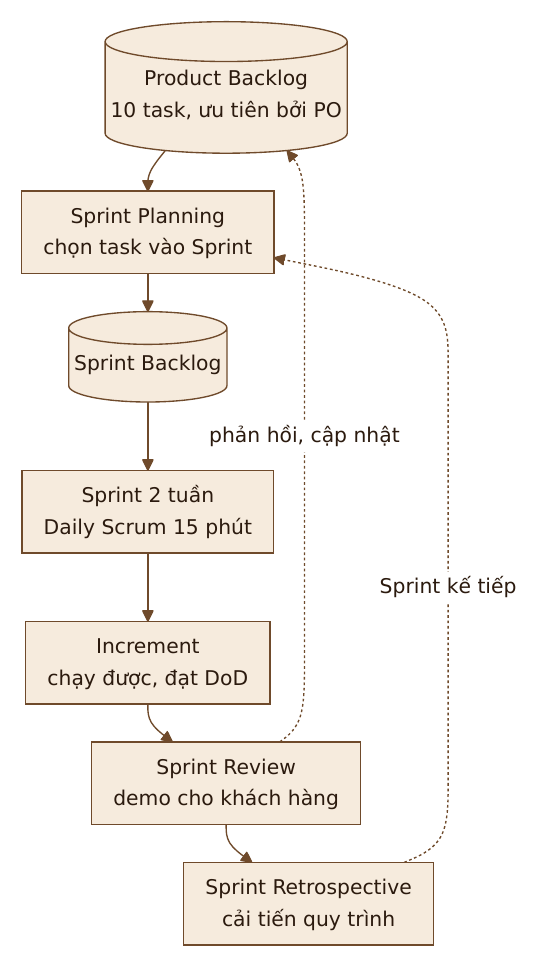 Product Backlog
10 task, ưu tiên bởi PO
Sprint Planning
chọn task vào Sprint
Sprint Backlog
phản hồi, cập nhật
Sprint 2 tuần
Daily Scrum 15 phút
Sprint kế tiếp
Increment
chạy được, đạt DoD
Sprint Review
demo cho khách hàng
Sprint Retrospective
cải tiến quy trình